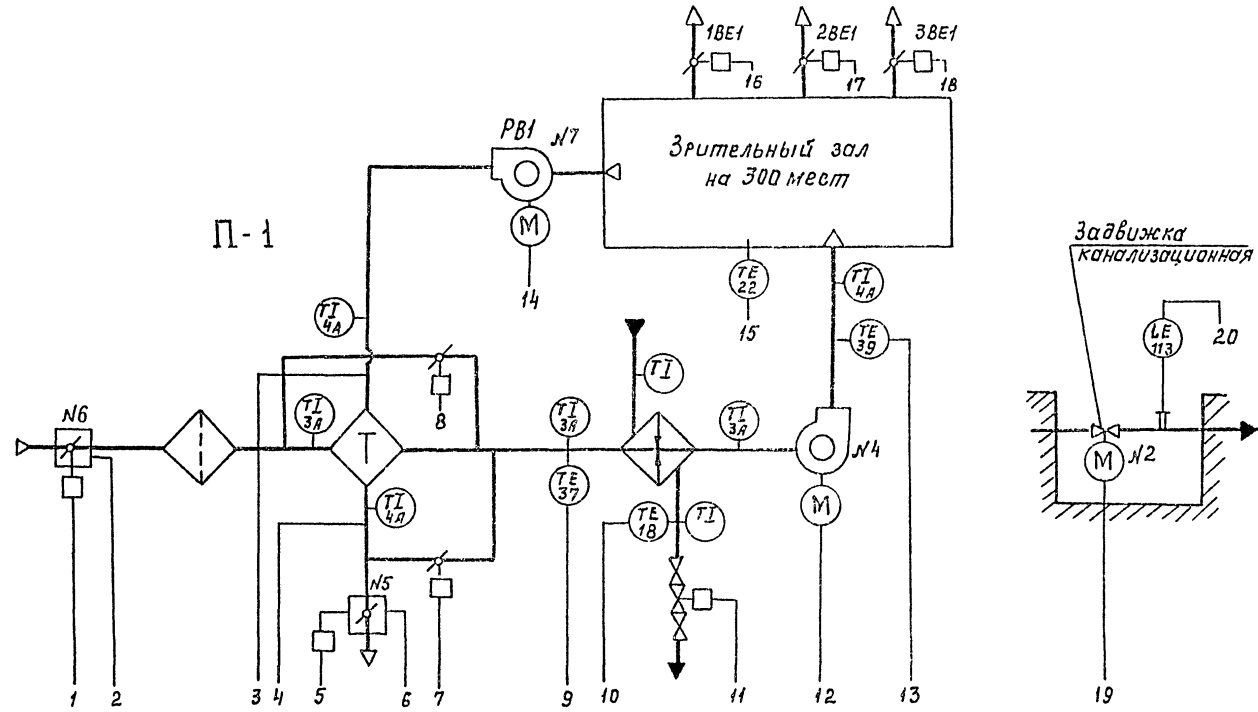 1ВЕ1
2ВЕ1
3ВЕ1
16
17
18
РВ1
N7
Зрительный зал
на 300 мест
П-1
М
14
TE
22
15
TI
4А
TI
4А
TE
39
Задвижка
канализационная
LE
113
20
TI
8
N6
TI
3А
TI
3А
TI
3А
N4
М
N2
TE
37
TI
4А
TE
18
TI
М
N5
1
2
3
4
5
6
7
9
10
11
12
13
19